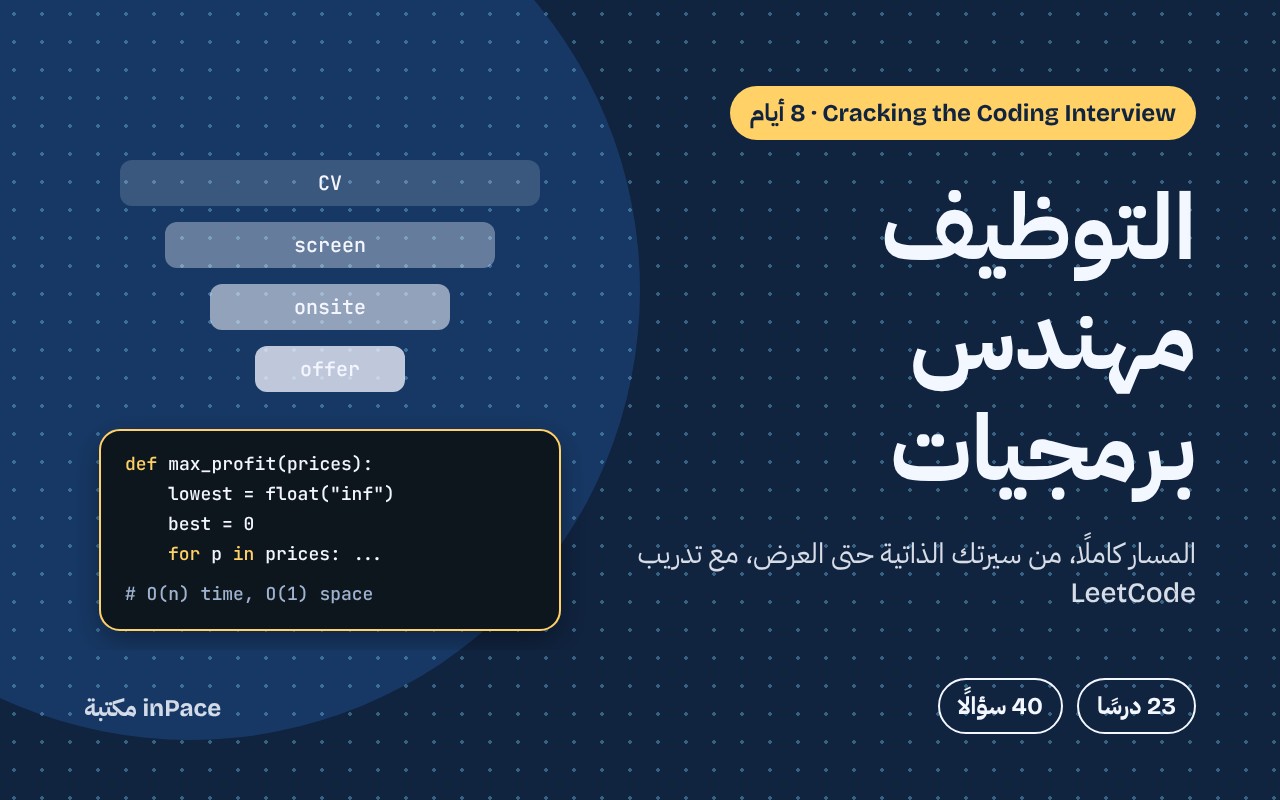 Cracking the Coding Interview · 8 أيام
التوظيف
مهندس
برمجيات
المسار كاملًا، من سيرتك الذاتية حتى العرض، مع تدريب
LeetCode
23 درسًا
40 سؤالًا
CV
screen
onsite
offer
def max_profit(prices):
    lowest = float("inf")
    best = 0
    for p in prices: ...
# O(n) time, O(1) space
inPace مكتبة